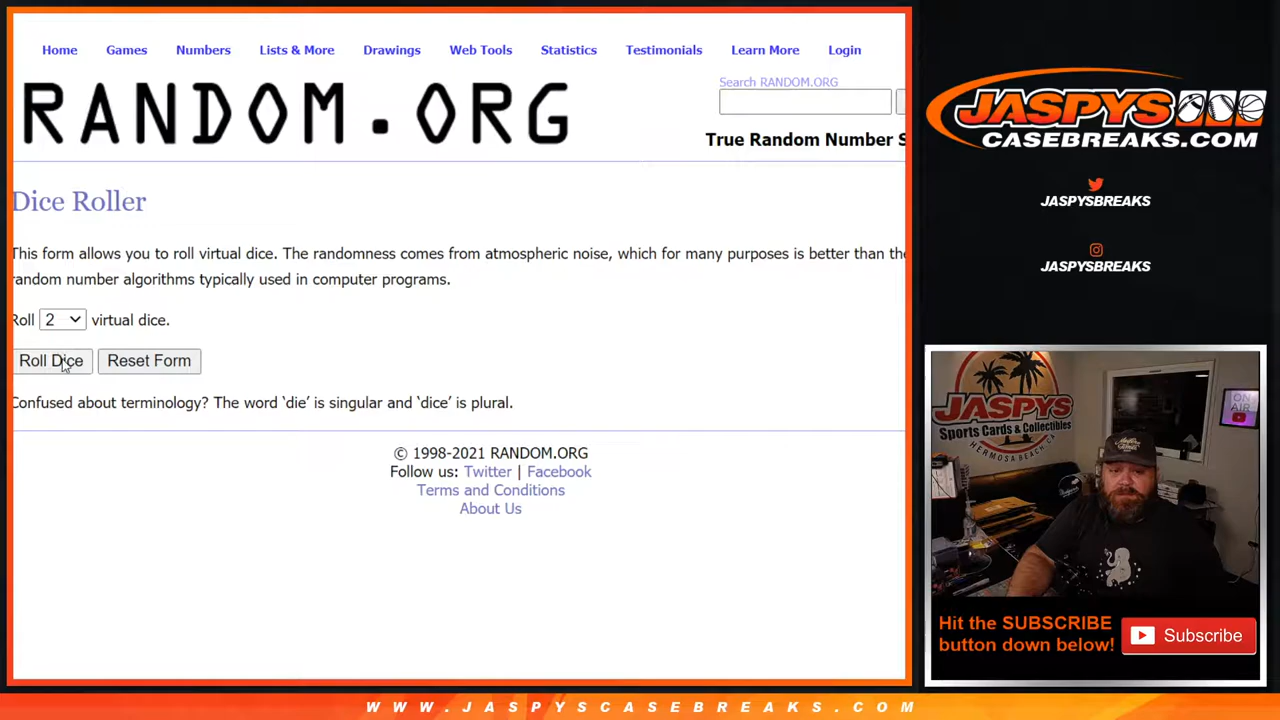 Home Games Numbers Lists & More Drawings Web Tools Statistics Testimonials Learn More Login
RANDOM.ORG
Search RANDOM.ORG
True Random Number S
Dice Roller
This form allows you to roll virtual dice. The randomness comes from atmospheric noise, which for many purposes is better than the
random number algorithms typically used in computer programs.
Roll 2 virtual dice.
Roll Dice Reset Form
Confused about terminology? The word ‘die’ is singular and ‘dice’ is plural.
© 1998-2021 RANDOM.ORG
Follow us: Twitter | Facebook
Terms and Conditions
About Us
JASPYS
CASEBREAKS.COM
JASPYSBREAKS
JASPYSBREAKS
JASPYS
Sports Cards & Collectibles
HERMOSA BEACH, CA
ON
AIR
Hit the SUBSCRIBE
button down below!
Subscribe
WWW.JASPYSCASEBREAKS.COM